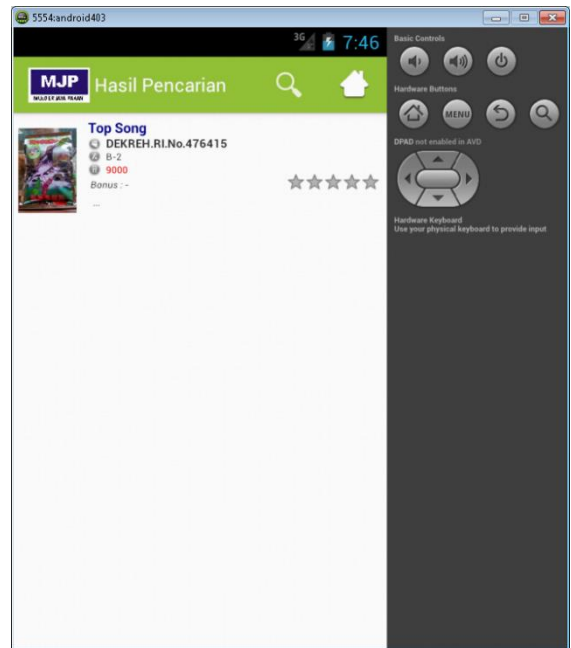 5554:android403
3G 7:46
MJP Hasil Pencarian
Top Song
DEKREH.RI.No.476415
B-2
R 9000
Bonus : -
...
Basic Controls
Hardware Buttons
MENU
DPAD not enabled in AVD
Hardware Keyboard
Use your physical keyboard to provide input